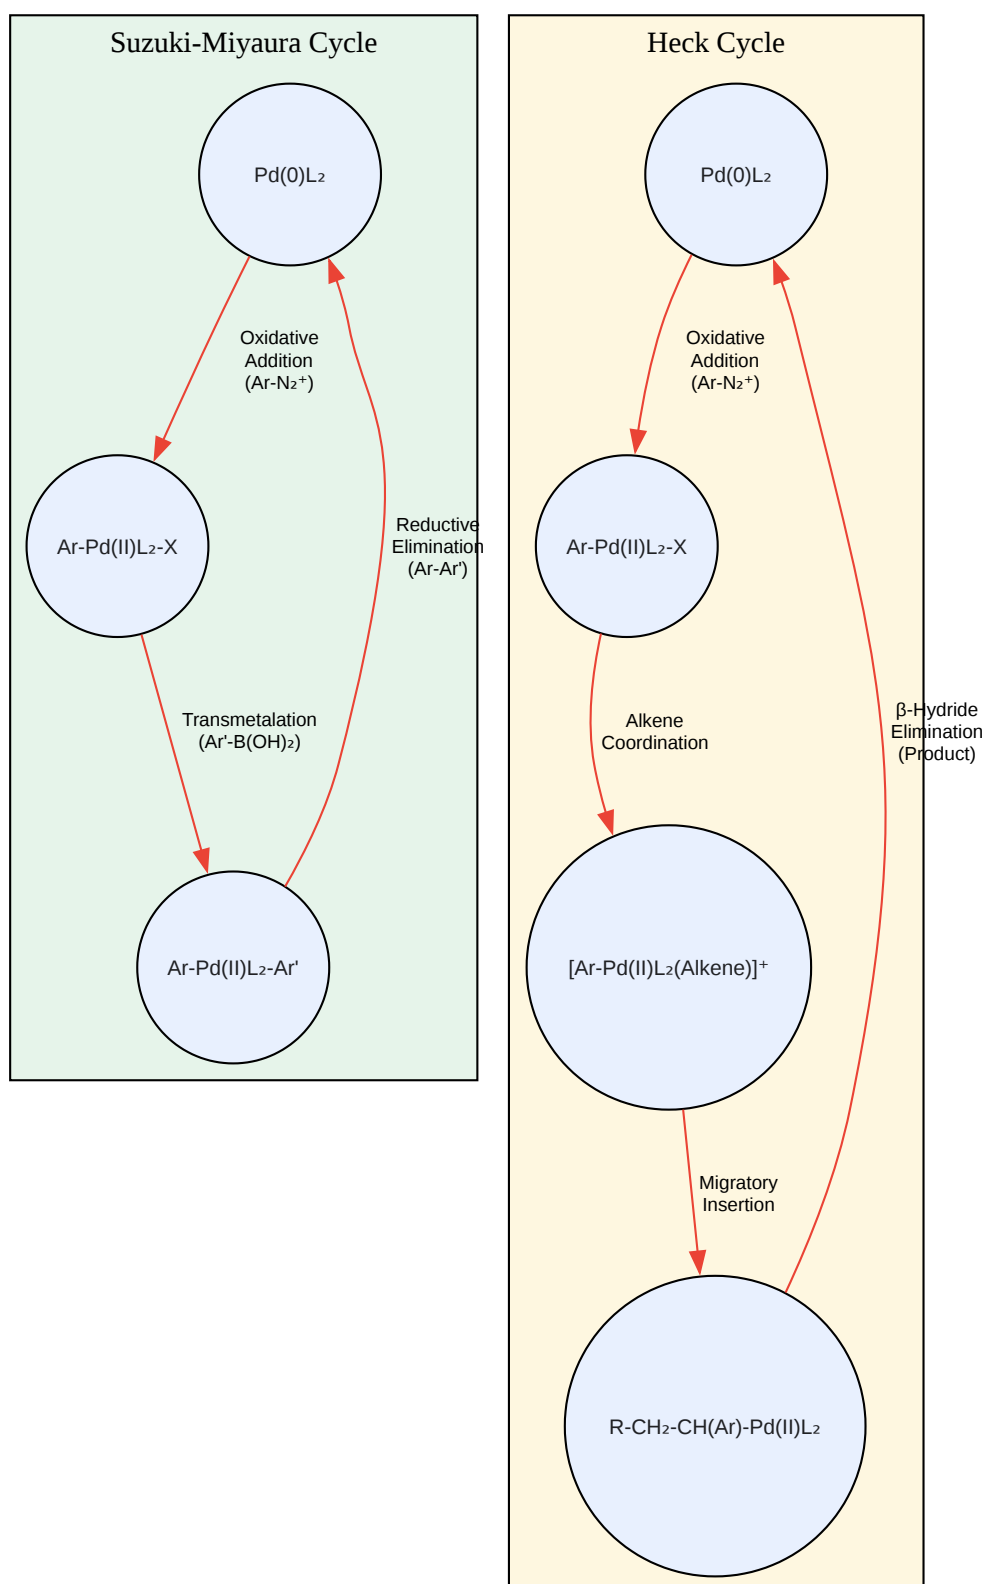 Suzuki-Miyaura Cycle
Pd(0)L₂
Oxidative
Addition
(Ar-N₂⁺)
Ar-Pd(II)L₂-X
Reductive
Elimination
(Ar-Ar')
Transmetalation
(Ar'-B(OH)₂)
Ar-Pd(II)L₂-Ar'
Heck Cycle
Pd(0)L₂
Oxidative
Addition
(Ar-N₂⁺)
Ar-Pd(II)L₂-X
Alkene
Coordination
β-Hydride
Elimination
(Product)
[Ar-Pd(II)L₂(Alkene)]⁺
Migratory
Insertion
R-CH₂-CH(Ar)-Pd(II)L₂